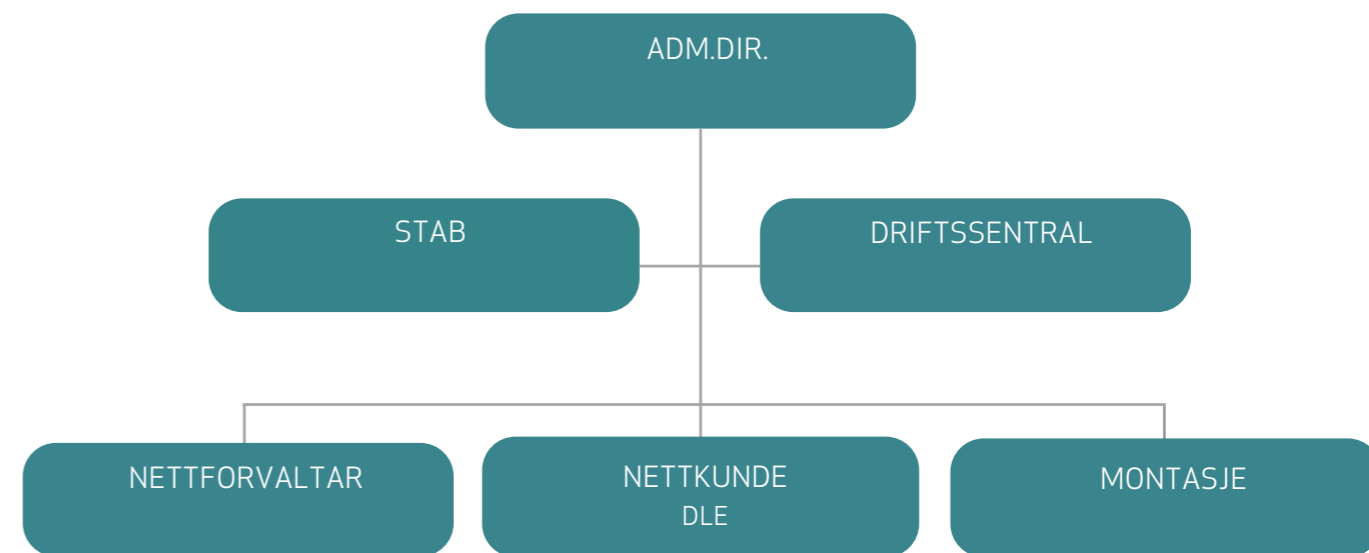 ADM.DIR.
STAB
DRIFTSSENTRAL
NETTFORVALTAR
NETTKUNDE
DLE
MONTASJE